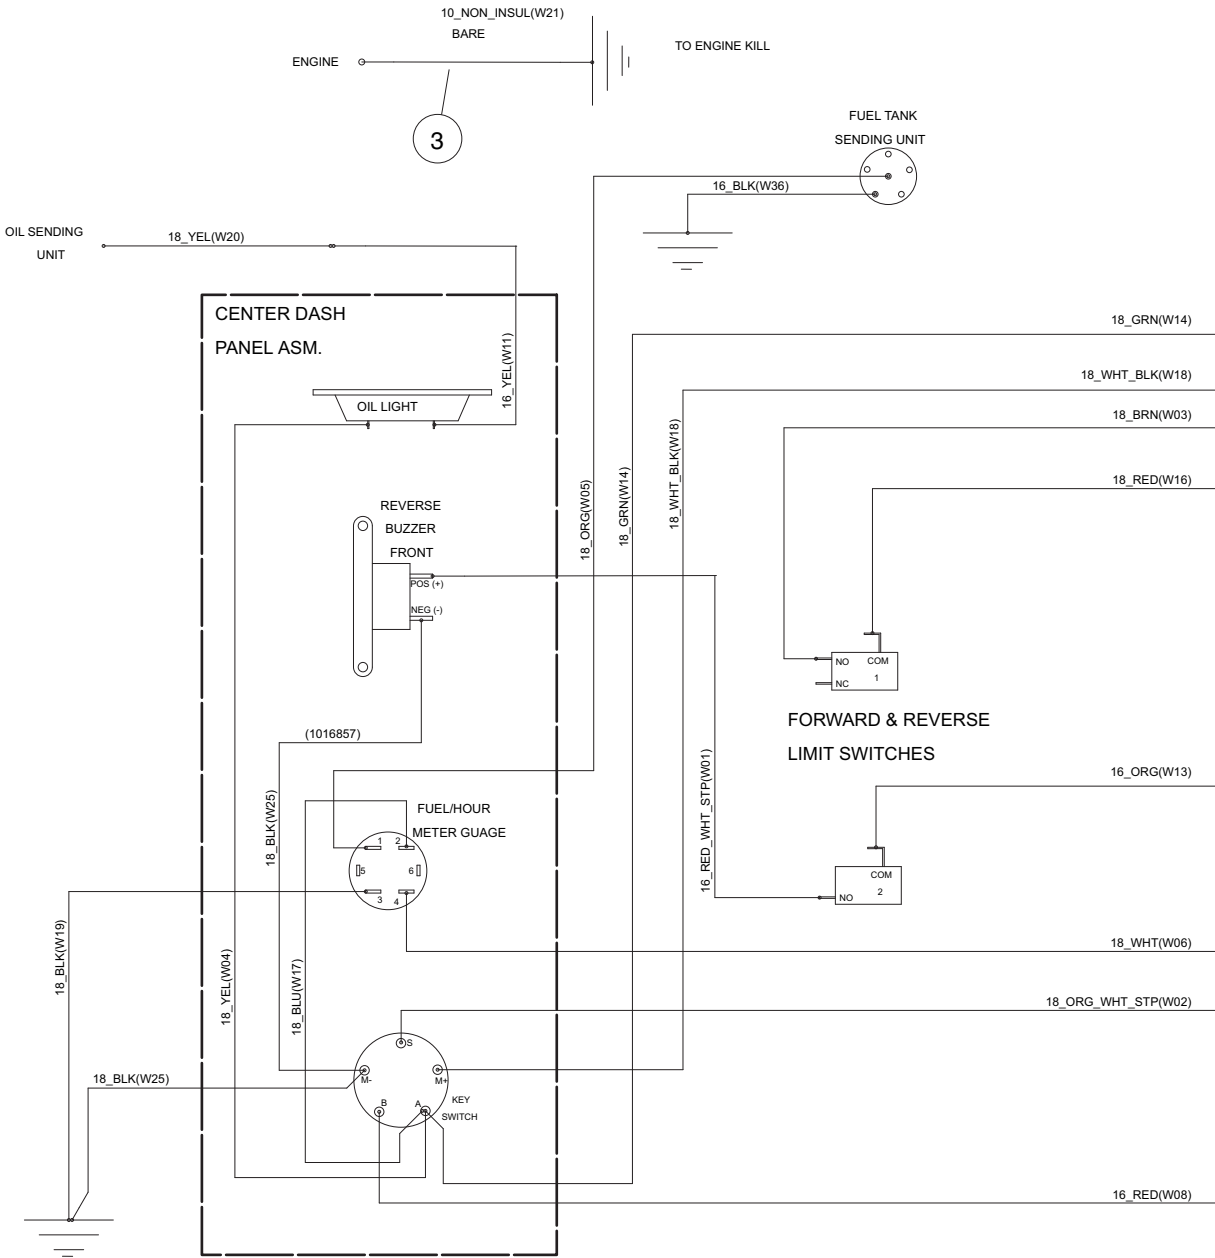 10_NON_INSUL(W21)
BARE
ENGINE
TO ENGINE KILL
3
FUEL TANK
SENDING UNIT
16_BLK(W36)
OIL SENDING
UNIT
18_YEL(W20)
CENTER DASH
PANEL ASM.
16_YEL(W11)
18_GRN(W14)
18_WHT_BLK(W18)
18_BRN(W03)
18_RED(W16)
OIL LIGHT
18_ORG(W05)
18_GRN(W14)
18_WHT_BLK(W18)
REVERSE
BUZZER
FRONT
POS (+)
NEG (-)
NO
COM
1
NC
FORWARD & REVERSE
LIMIT SWITCHES
(1016857)
18_BLK(W25)
16_RED_WHT_STP(W01)
16_ORG(W13)
FUEL/HOUR
METER GUAGE
1
2
5
6
3
4
COM
2
NO
18_BLK(W19)
18_YEL(W04)
18_BLU(W17)
18_WHT(W06)
18_ORG_WHT_STP(W02)
S
M-
M+
B
A
KEY
SWITCH
18_BLK(W25)
16_RED(W08)